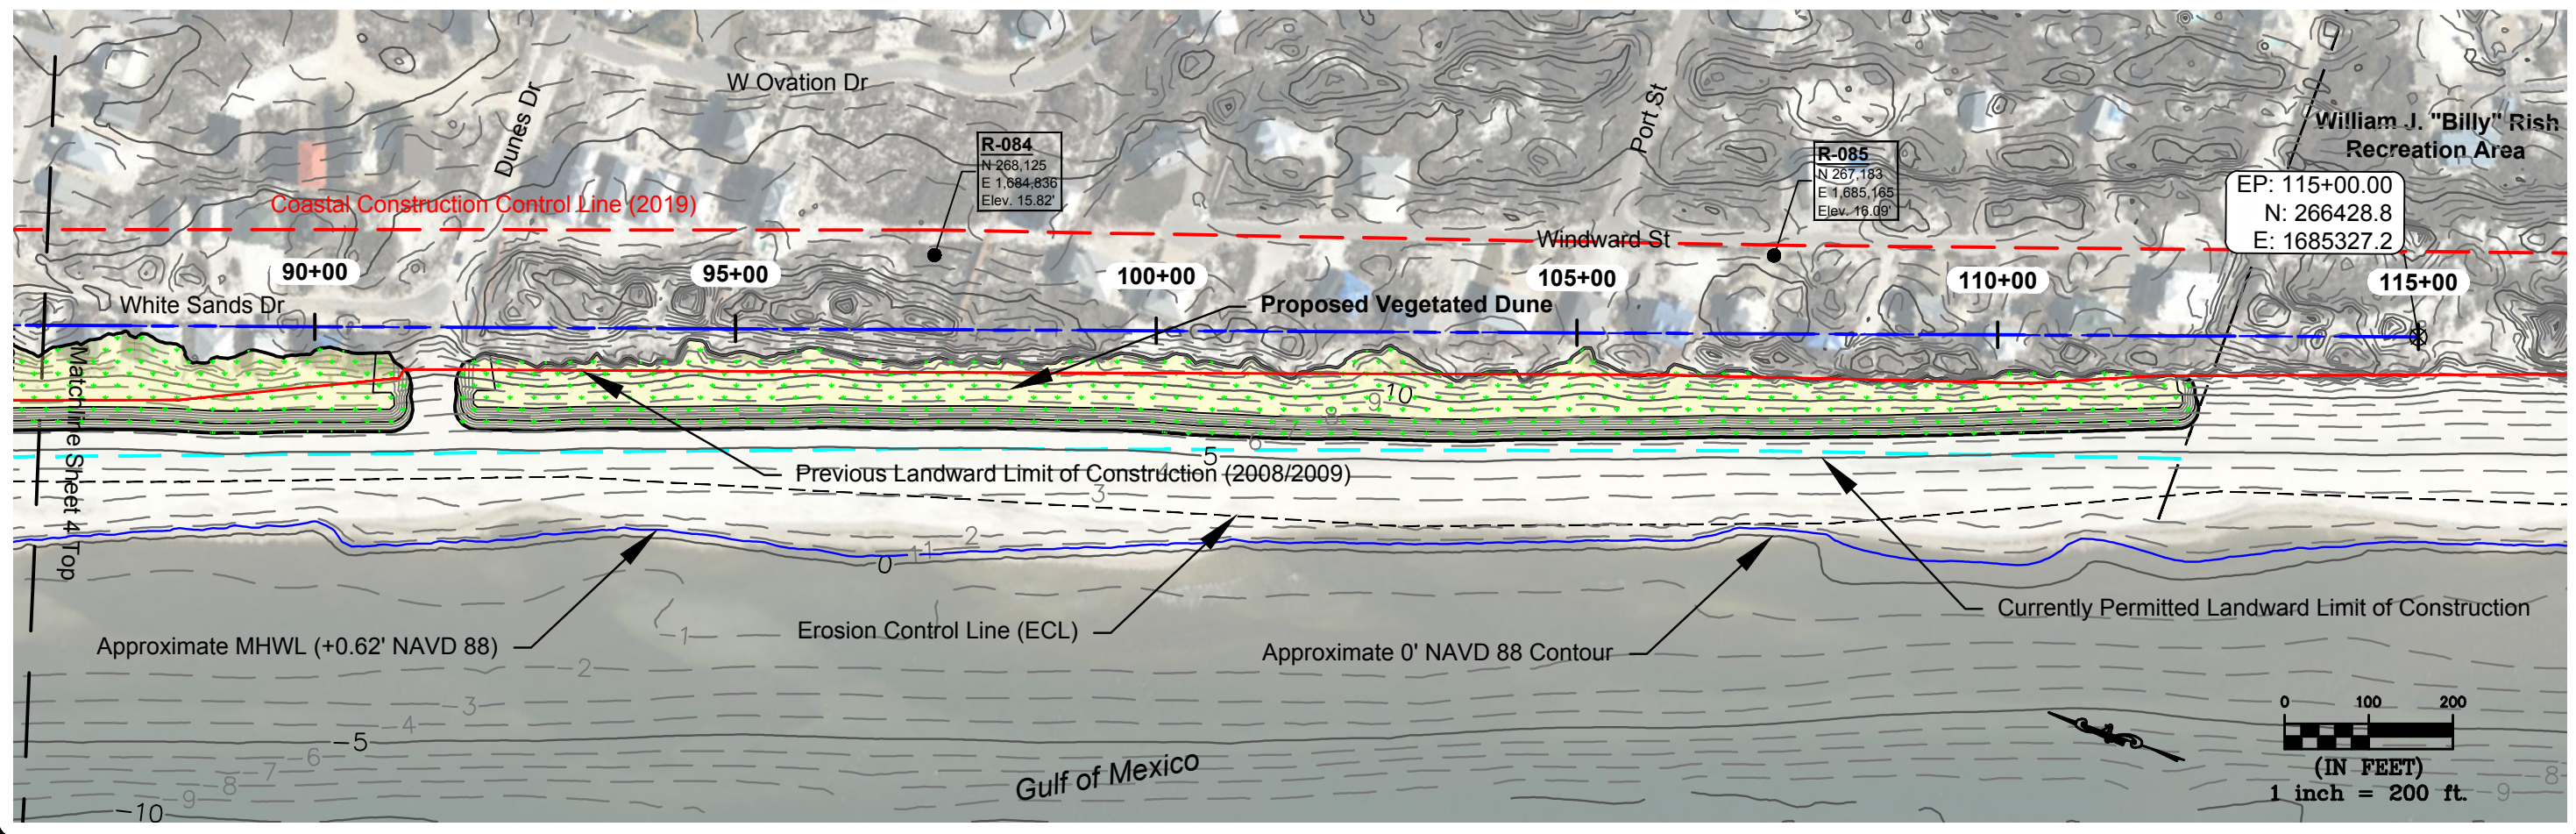 W Ovation Dr
Dunes Dr
Port St
R-084
N 268,125
E 1,684,836
Elev. 15.82'
R-085
N 267,183
E 1,685,165
Elev. 16.09'
William J. "Billy" Rish
Recreation Area
EP: 115+00.00
N: 266428.8
E: 1685327.2
Coastal Construction Control Line (2019)
Windward St
90+00
95+00
100+00
105+00
110+00
115+00
White Sands Dr
Proposed Vegetated Dune
Matchline Sheet 4 Top
10
9
8
7
6
5
4
3
2
1
1
0
Previous Landward Limit of Construction (2008/2009)
Approximate MHWL (+0.62' NAVD 88)
Erosion Control Line (ECL)
Approximate 0' NAVD 88 Contour
Currently Permitted Landward Limit of Construction
-1
-2
-3
-4
-5
-6
-7
-8
-9
-10
-8
-9
Gulf of Mexico
0 100 200
(IN FEET)
1 inch = 200 ft.